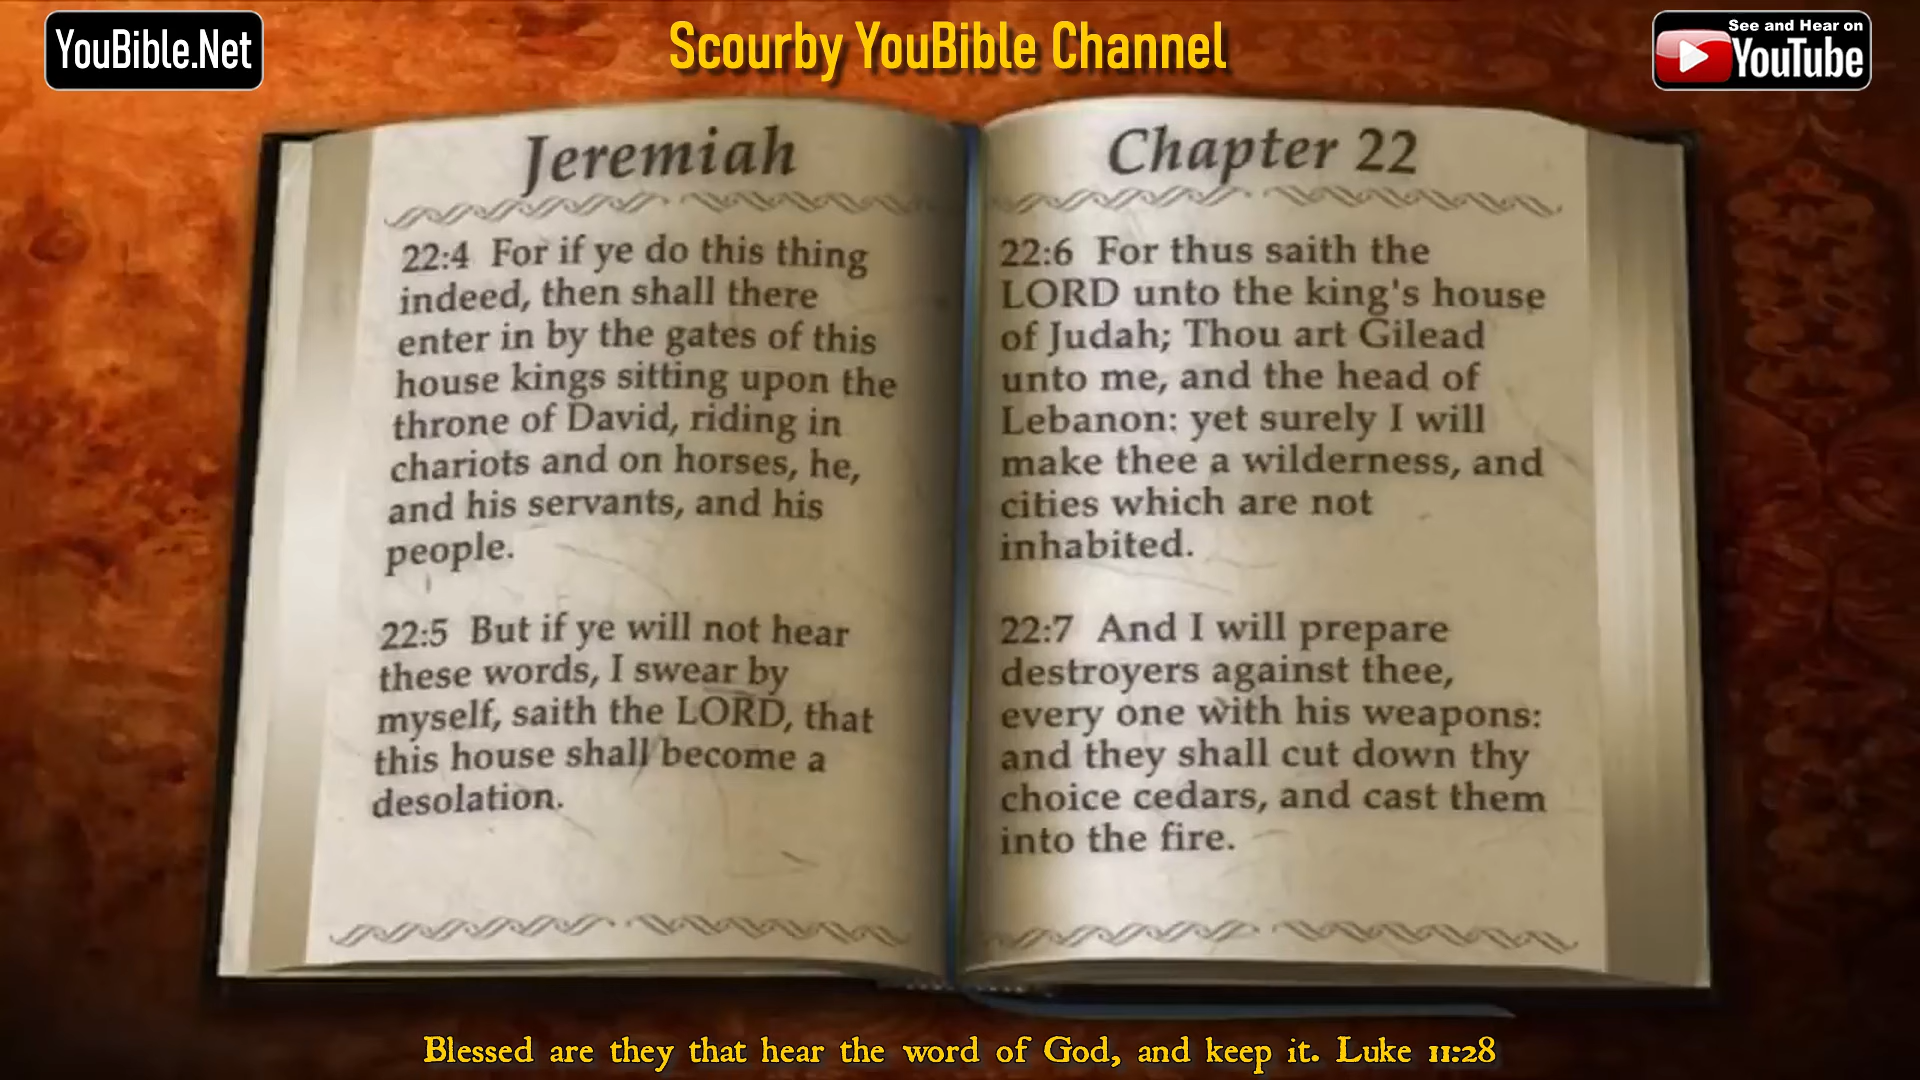 YouBible.Net
Scourby YouBible Channel
See and Hear on
YouTube
Jeremiah
22:4 For if ye do this thing
indeed, then shall there
enter in by the gates of this
house kings sitting upon the
throne of David, riding in
chariots and on horses, he,
and his servants, and his
people.
22:5 But if ye will not hear
these words, I swear by
myself, saith the LORD, that
this house shall become a
desolation.
Chapter 22
22:6 For thus saith the
LORD unto the king's house
of Judah; Thou art Gilead
unto me, and the head of
Lebanon: yet surely I will
make thee a wilderness, and
cities which are not
inhabited.
22:7 And I will prepare
destroyers against thee,
every one with his weapons:
and they shall cut down thy
choice cedars, and cast them
into the fire.
Blessed are they that hear the word of God, and keep it. Luke 11:28